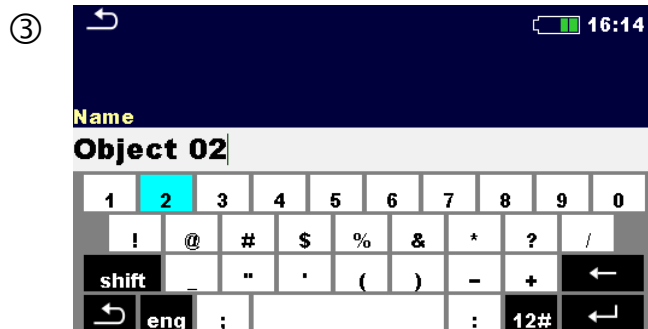 ③
16:14
Name
Object 02
1 2 3 4 5 6 7 8 9 0
! @ # $ % & * ? /
shift _ " ' ( ) - + ←
eng ; : 12#